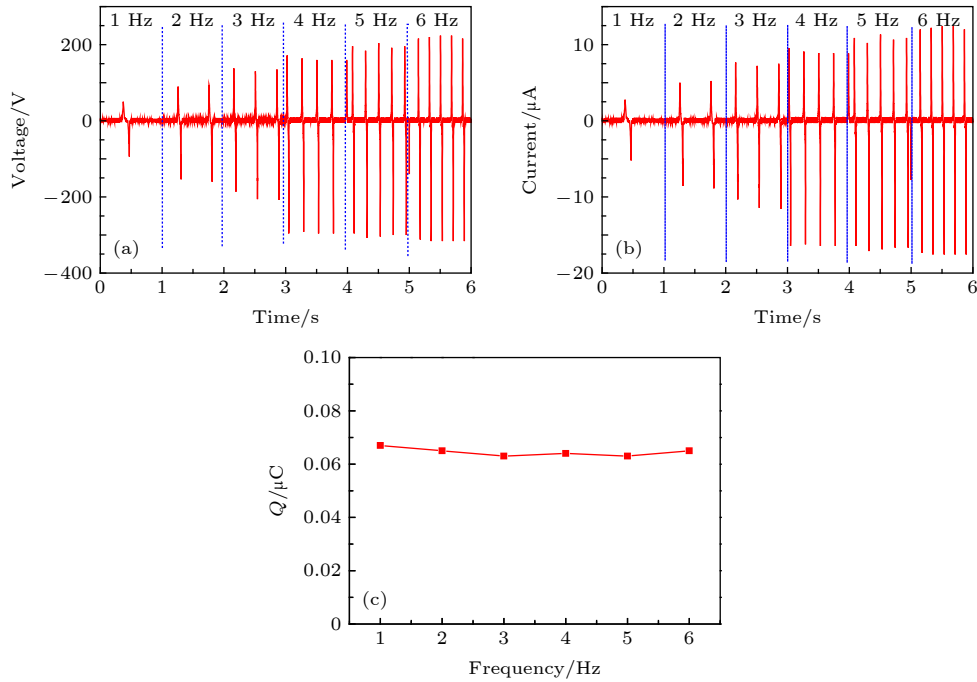 1 Hz 2 Hz 3 Hz 4 Hz 5 Hz 6 Hz
200
0
−200
−400
Voltage/V
(a)
0 1 2 3 4 5 6
Time/s
1 Hz 2 Hz 3 Hz 4 Hz 5 Hz 6 Hz
10
0
−10
−20
Current/μA
(b)
0 1 2 3 4 5 6
Time/s
0.10
0.08
0.06
0.04
0.02
0
Q/μC
(c)
1 2 3 4 5 6
Frequency/Hz